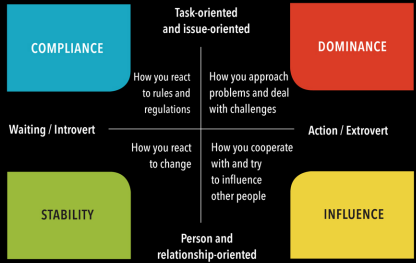 Task-oriented
and issue-oriented
COMPLIANCE
DOMINANCE
How you react
to rules and
regulations
How you approach
problems and deal
with challenges
Waiting / Introvert
Action / Extrovert
How you react
to change
How you cooperate
with and try
to influence
other people
STABILITY
INFLUENCE
Person and
relationship-oriented